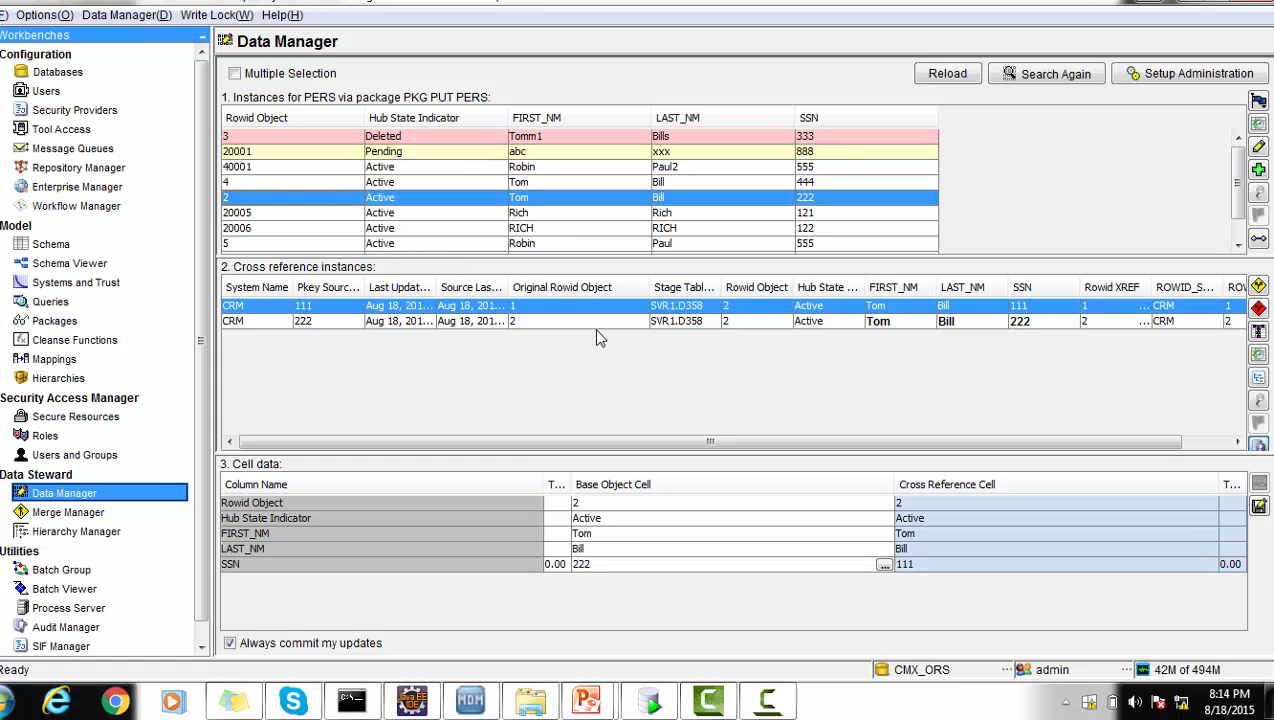 F) Options(O) Data Manager(D) Write Lock(W) Help(H)
Workbenches
Configuration
Databases
Users
Security Providers
Tool Access
Message Queues
Repository Manager
Enterprise Manager
Workflow Manager
Model
Schema
Schema Viewer
Systems and Trust
Queries
Packages
Cleanse Functions
Mappings
Hierarchies
Security Access Manager
Secure Resources
Roles
Users and Groups
Data Steward
Data Manager
Merge Manager
Hierarchy Manager
Utilities
Batch Group
Batch Viewer
Process Server
Audit Manager
SIF Manager
Data Manager
Multiple Selection Reload Search Again Setup Administration
1. Instances for PERS via package PKG PUT PERS:
Rowid Object Hub State Indicator FIRST_NM LAST_NM SSN
3 Deleted Tomm1 Bills 333
20001 Pending abc xxx 888
40001 Active Robin Paul2 555
4 Active Tom Bill 444
2 Active Tom Bill 222
20005 Active Rich Rich 121
20006 Active RICH RICH 122
5 Active Robin Paul 555
2. Cross reference instances:
System Name Pkey Sourc... Last Updat... Source Las... Original Rowid Object Stage Tabl... Rowid Object Hub State ... FIRST_NM LAST_NM SSN Rowid XREF ROWID_S... ROV
CRM 111 Aug 18, 201... Aug 18, 201... 1 SVR1.D358 2 Active Tom Bill 111 1 ... CRM 1
CRM 222 Aug 18, 201... Aug 18, 201... 2 SVR1.D358 2 Active Tom Bill 222 2 ... CRM 2
3. Cell data:
Column Name T... Base Object Cell Cross Reference Cell T...
Rowid Object 2 2
Hub State Indicator Active Active
FIRST_NM Tom Tom
LAST_NM Bill Bill
SSN 0.00 222 ... 111 0.00
Always commit my updates
Ready CMX_ORS admin 42M of 494M
8:14 PM
8/18/2015